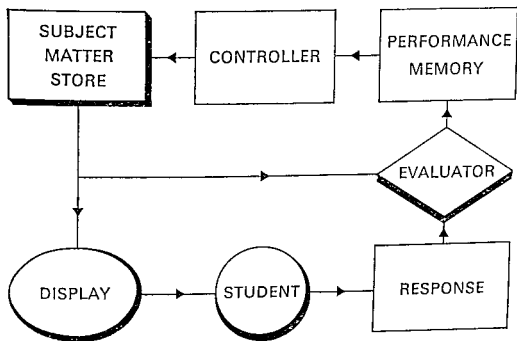 SUBJECT
MATTER
STORE
CONTROLLER
PERFORMANCE
MEMORY
EVALUATOR
DISPLAY
STUDENT
RESPONSE